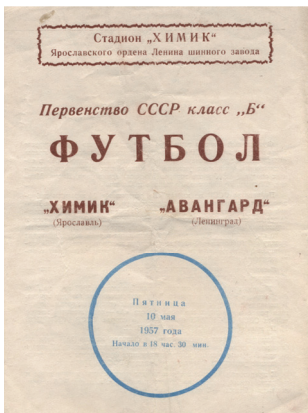 Стадион „ХИМИК“
Ярославского ордена Ленина шинного завода
Первенство СССР класс „Б“
ФУТБОЛ
„ХИМИК“ „АВАНГАРД“
(Ярославль) (Ленинград)
Пятница
10 мая
1957 года
Начало в 18 час. 30 мин.